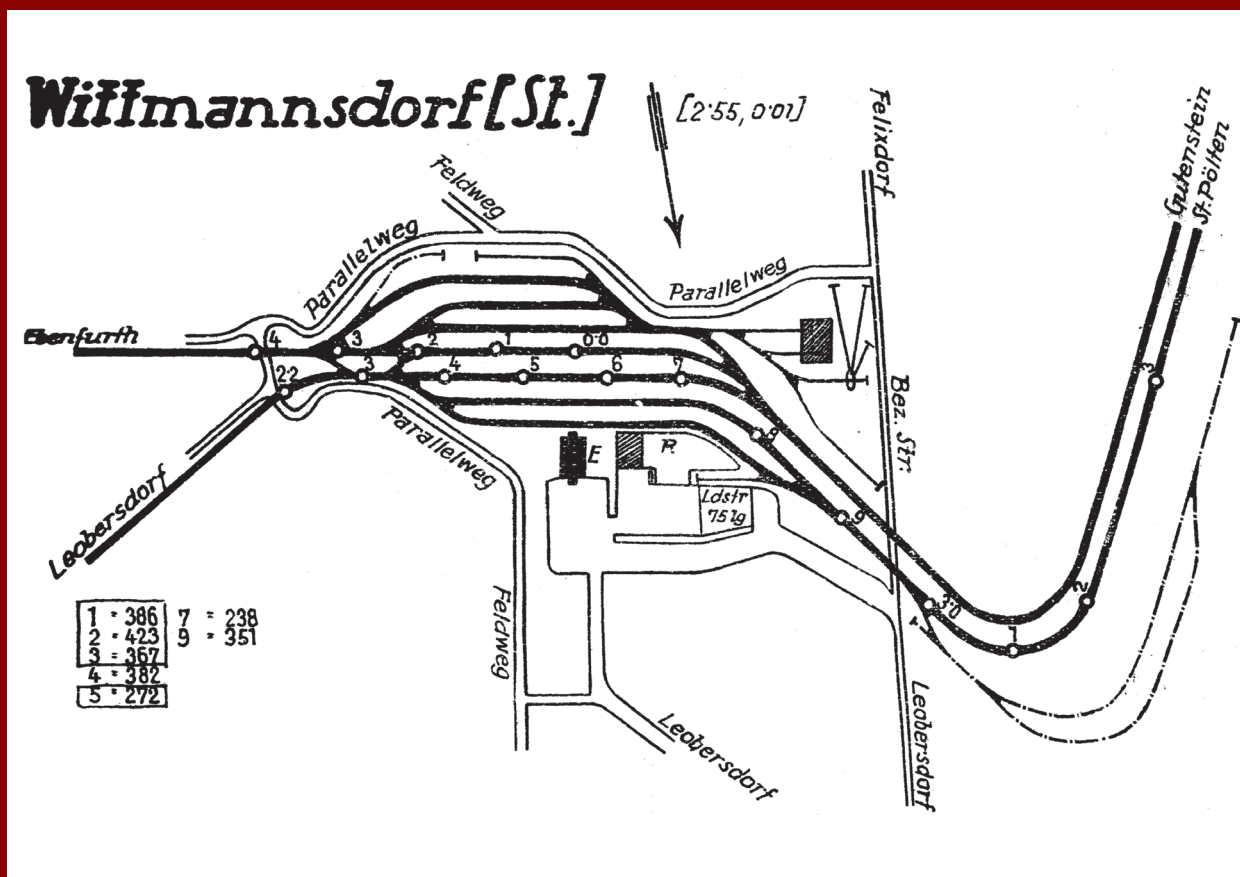 Wittmannsdorf [St.]
[2·55, 0·01]
Felixdorf
Gutenstein
St. Pölten
Feldweg
Parallelweg
Parallelweg
Ebenfurth
4
3
2
1
0·0
2·2
3
4
5
6
7
8
9
3·0
1
2
3
Parallelweg
Bez. Str.
E
R.
Ldstr
75 lg
Leobersdorf
Feldweg
Leobersdorf
Leobersdorf
1 = 386 7 = 238
2 = 423 9 = 351
3 = 367
4 = 382
5 = 272